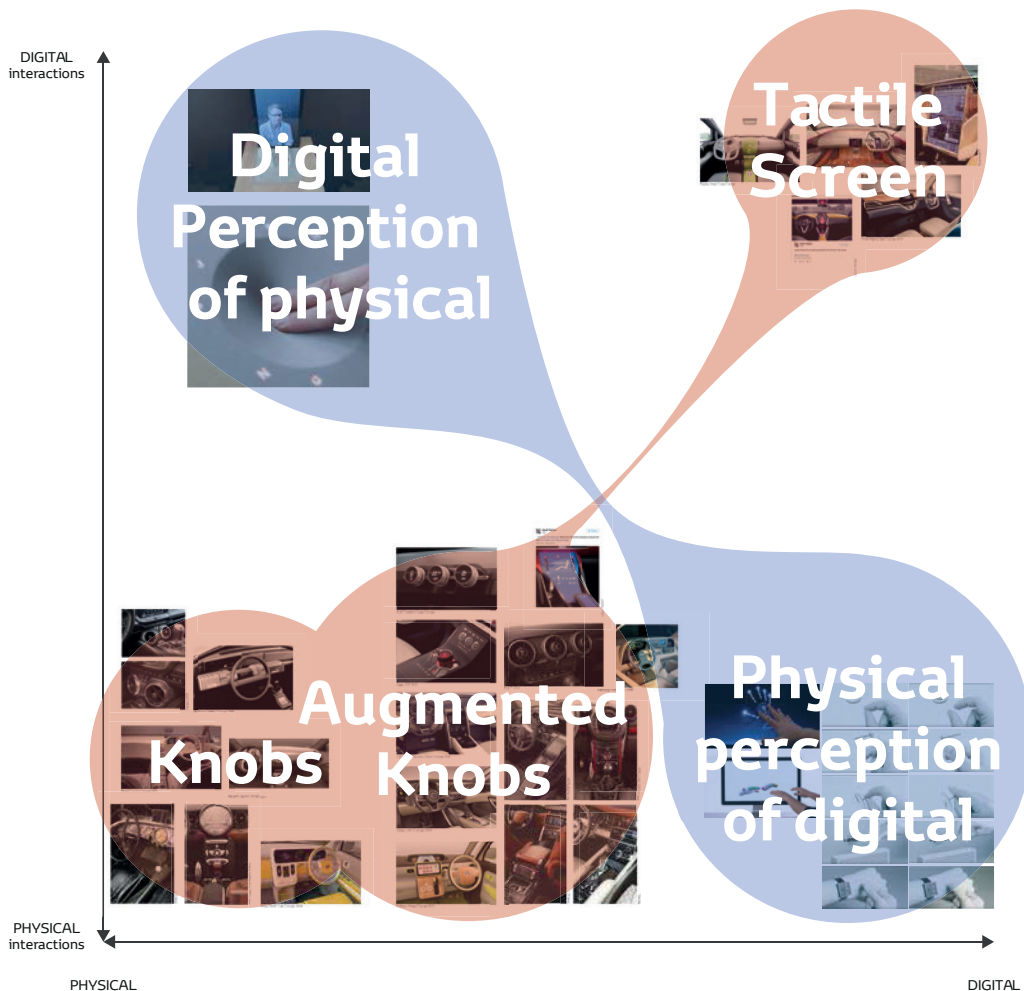 DIGITAL
interactions
Digital
Perception
of physical
Tactile
Screen
Knobs
Augmented
Knobs
Physical
perception
of digital
PHYSICAL
interactions
PHYSICAL
DIGITAL